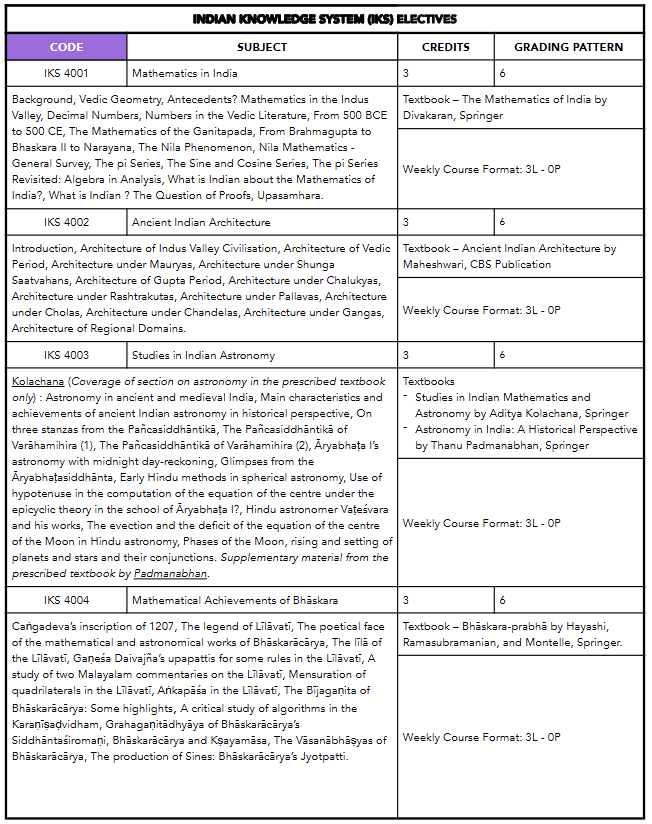 INDIAN KNOWLEDGE SYSTEM (IKS) ELECTIVES
CODE SUBJECT CREDITS GRADING PATTERN
IKS 4001 Mathematics in India 3 6
Background, Vedic Geometry, Antecedents? Mathematics in the Indus
Valley, Decimal Numbers, Numbers in the Vedic Literature, From 500 BCE
to 500 CE, The Mathematics of the Ganitapada, From Brahmagupta to
Bhaskara II to Narayana, The Nila Phenomenon, Nila Mathematics -
General Survey, The pi Series, The Sine and Cosine Series, The pi Series
Revisited: Algebra in Analysis, What is Indian about the Mathematics of
India?, What is Indian ? The Question of Proofs, Upasamhara.
Textbook – The Mathematics of India by
Divakaran, Springer
Weekly Course Format: 3L - 0P
IKS 4002 Ancient Indian Architecture 3 6
Introduction, Architecture of Indus Valley Civilisation, Architecture of Vedic
Period, Architecture under Mauryas, Architecture under Shunga
Saatvahans, Architecture of Gupta Period, Architecture under Chalukyas,
Architecture under Rashtrakutas, Architecture under Pallavas, Architecture
under Cholas, Architecture under Chandelas, Architecture under Gangas,
Architecture of Regional Domains.
Textbook – Ancient Indian Architecture by
Maheshwari, CBS Publication
Weekly Course Format: 3L - 0P
IKS 4003 Studies in Indian Astronomy 3 6
Kolachana (Coverage of section on astronomy in the prescribed textbook
only) : Astronomy in ancient and medieval India, Main characteristics and
achievements of ancient Indian astronomy in historical perspective, On
three stanzas from the Pañcasiddhāntikā, The Pañcasiddhāntikā of
Varāhamihira (1), The Pañcasiddhāntikā of Varāhamihira (2), Āryabhaṭa I's
astronomy with midnight day-reckoning, Glimpses from the
Āryabhaṭasiddhānta, Early Hindu methods in spherical astronomy, Use of
hypotenuse in the computation of the equation of the centre under the
epicyclic theory in the school of Āryabhaṭa I?, Hindu astronomer Vaṭeśvara
and his works, The evection and the deficit of the equation of the centre
of the Moon in Hindu astronomy, Phases of the Moon, rising and setting of
planets and stars and their conjunctions. Supplementary material from the
prescribed textbook by Padmanabhan.
Textbooks
- Studies in Indian Mathematics and
Astronomy by Aditya Kolachana, Springer
- Astronomy in India: A Historical Perspective
by Thanu Padmanabhan, Springer
Weekly Course Format: 3L - 0P
IKS 4004 Mathematical Achievements of Bhāskara 3 6
Caṅgadeva's inscription of 1207, The legend of Līlāvatī, The poetical face
of the mathematical and astronomical works of Bhāskarācārya, The līlā of
the Līlāvatī, Gaṇeśa Daivajña's upapattis for some rules in the Līlāvatī, A
study of two Malayalam commentaries on the Līlāvatī, Mensuration of
quadrilaterals in the Līlāvatī, Aṅkapāśa in the Līlāvatī, The Bījagaṇita of
Bhāskarācārya: Some highlights, A critical study of algorithms in the
Karaṇīṣaḍvidham, Grahagaṇitādhyāya of Bhāskarācārya's
Siddhāntaśiromaṇi, Bhāskarācārya and Kṣayamāsa, The Vāsanābhāṣyas of
Bhāskarācārya, The production of Sines: Bhāskarācārya's Jyotpatti.
Textbook – Bhāskara-prabhā by Hayashi,
Ramasubramanian, and Montelle, Springer.
Weekly Course Format: 3L - 0P